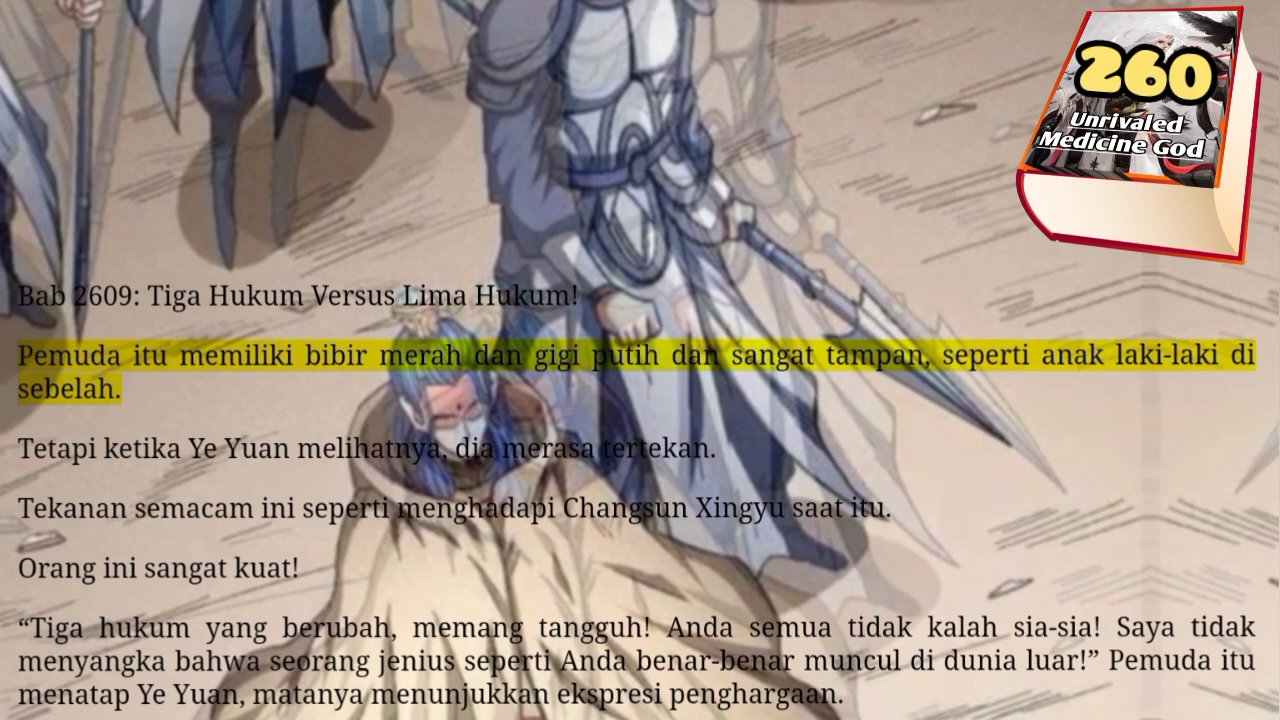 260
Unrivaled
Medicine God
Bab 2609: Tiga Hukum Versus Lima Hukum!
Pemuda itu memiliki bibir merah dan gigi putih dan sangat tampan, seperti anak laki-laki di
sebelah.
Tetapi ketika Ye Yuan melihatnya, dia merasa tertekan.
Tekanan semacam ini seperti menghadapi Changsun Xingyu saat itu.
Orang ini sangat kuat!
“Tiga hukum yang berubah, memang tangguh! Anda semua tidak kalah sia-sia! Saya tidak
menyangka bahwa seorang jenius seperti Anda benar-benar muncul di dunia luar!” Pemuda itu
menatap Ye Yuan, matanya menunjukkan ekspresi penghargaan.